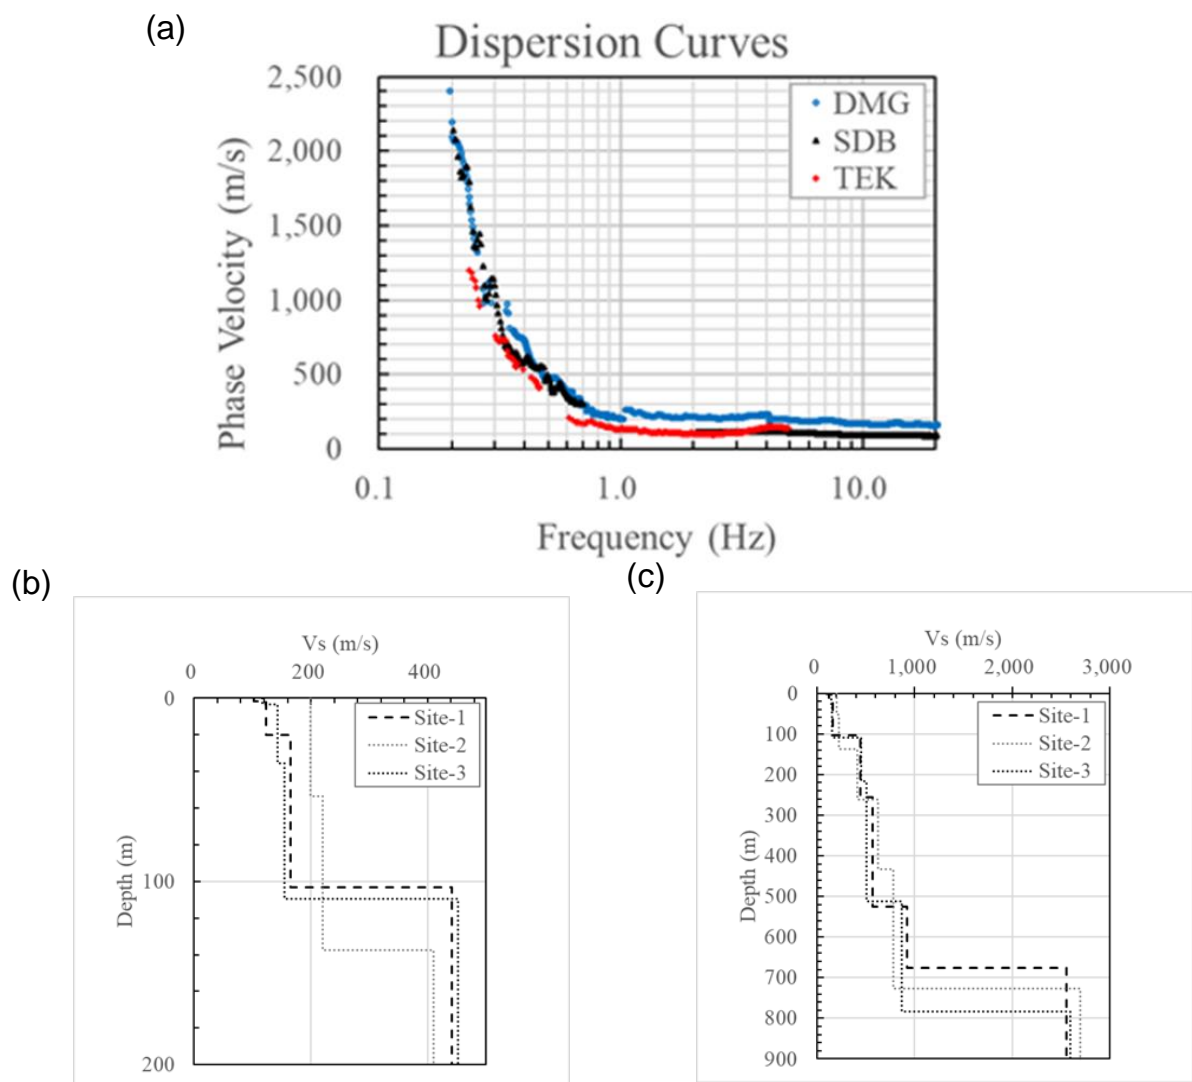 (a)
Dispersion Curves
2,500
2,000
1,500
1,000
500
0
Phase Velocity (m/s)
DMG
SDB
TEK
0.1
1.0
10.0
Frequency (Hz)
(b)
Vs (m/s)
0
200
400
0
100
200
Depth (m)
Site-1
Site-2
Site-3
(c)
Vs (m/s)
0
1,000
2,000
3,000
0
100
200
300
400
500
600
700
800
900
Depth (m)
Site-1
Site-2
Site-3